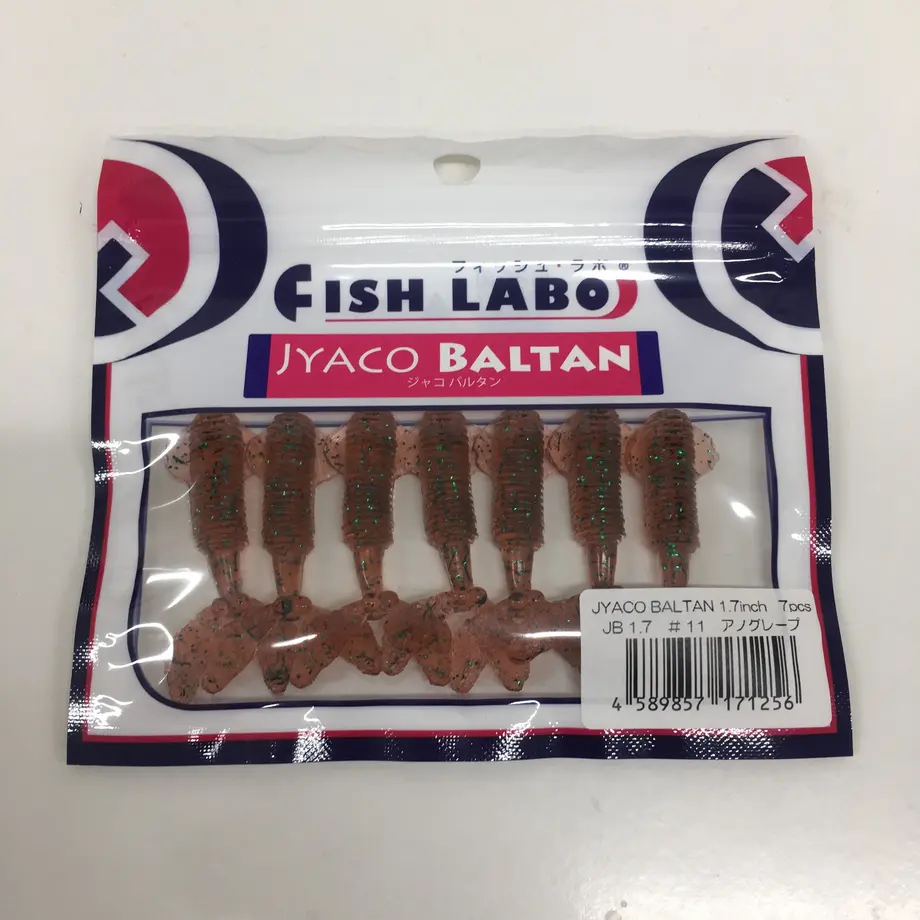 フィッシュ・ラボ®
FISH LABO
JYACO BALTAN
ジャコバルタン
JYACO BALTAN 1.7inch 7pcs
JB 1.7 #11 アノグレープ
4 589857 171256